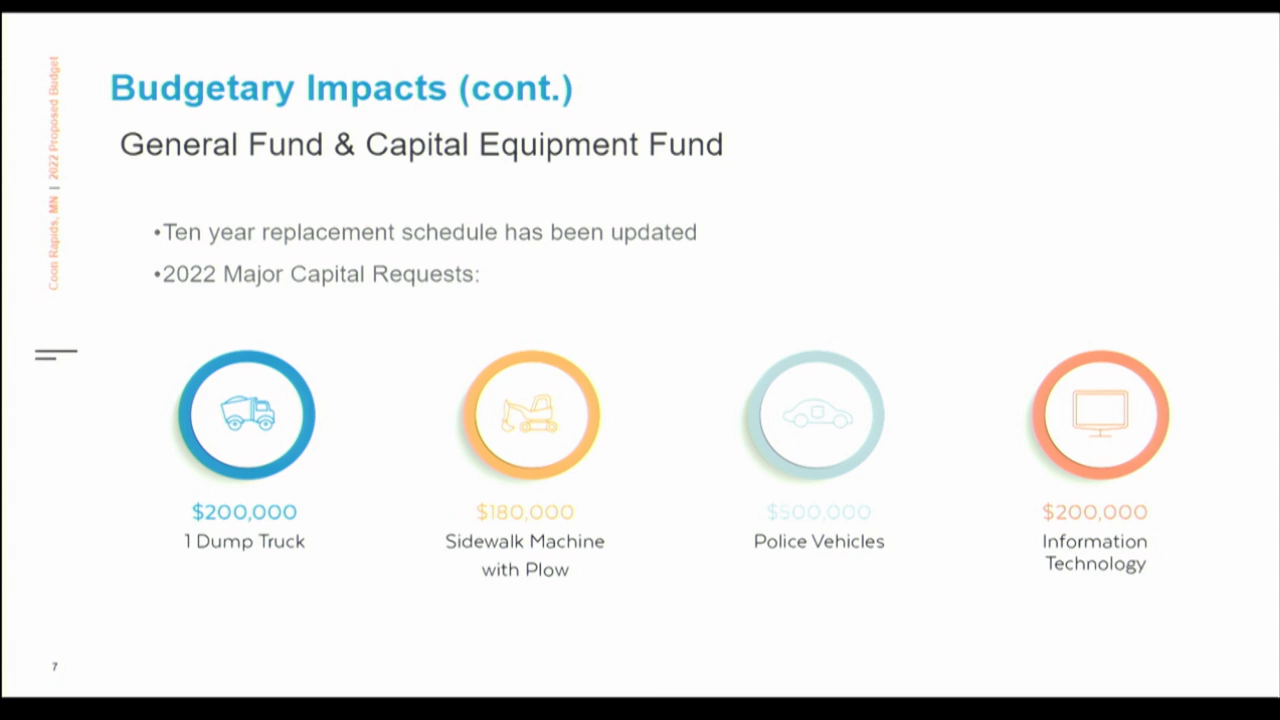 Coon Rapids, MN | 2022 Proposed Budget
Budgetary Impacts (cont.)
General Fund & Capital Equipment Fund
•Ten year replacement schedule has been updated
•2022 Major Capital Requests:
$200,000
1 Dump Truck
$180,000
Sidewalk Machine
with Plow
$500,000
Police Vehicles
$200,000
Information
Technology
7